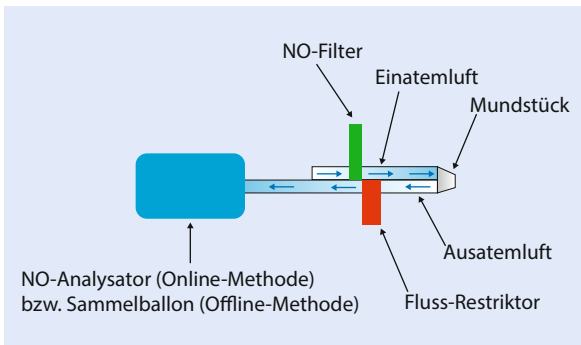 NO-Filter
Einatemluft
Mundstück
Ausatemluft
NO-Analysator (Online-Methode)
bzw. Sammelballon (Offline-Methode)
Fluss-Restriktor